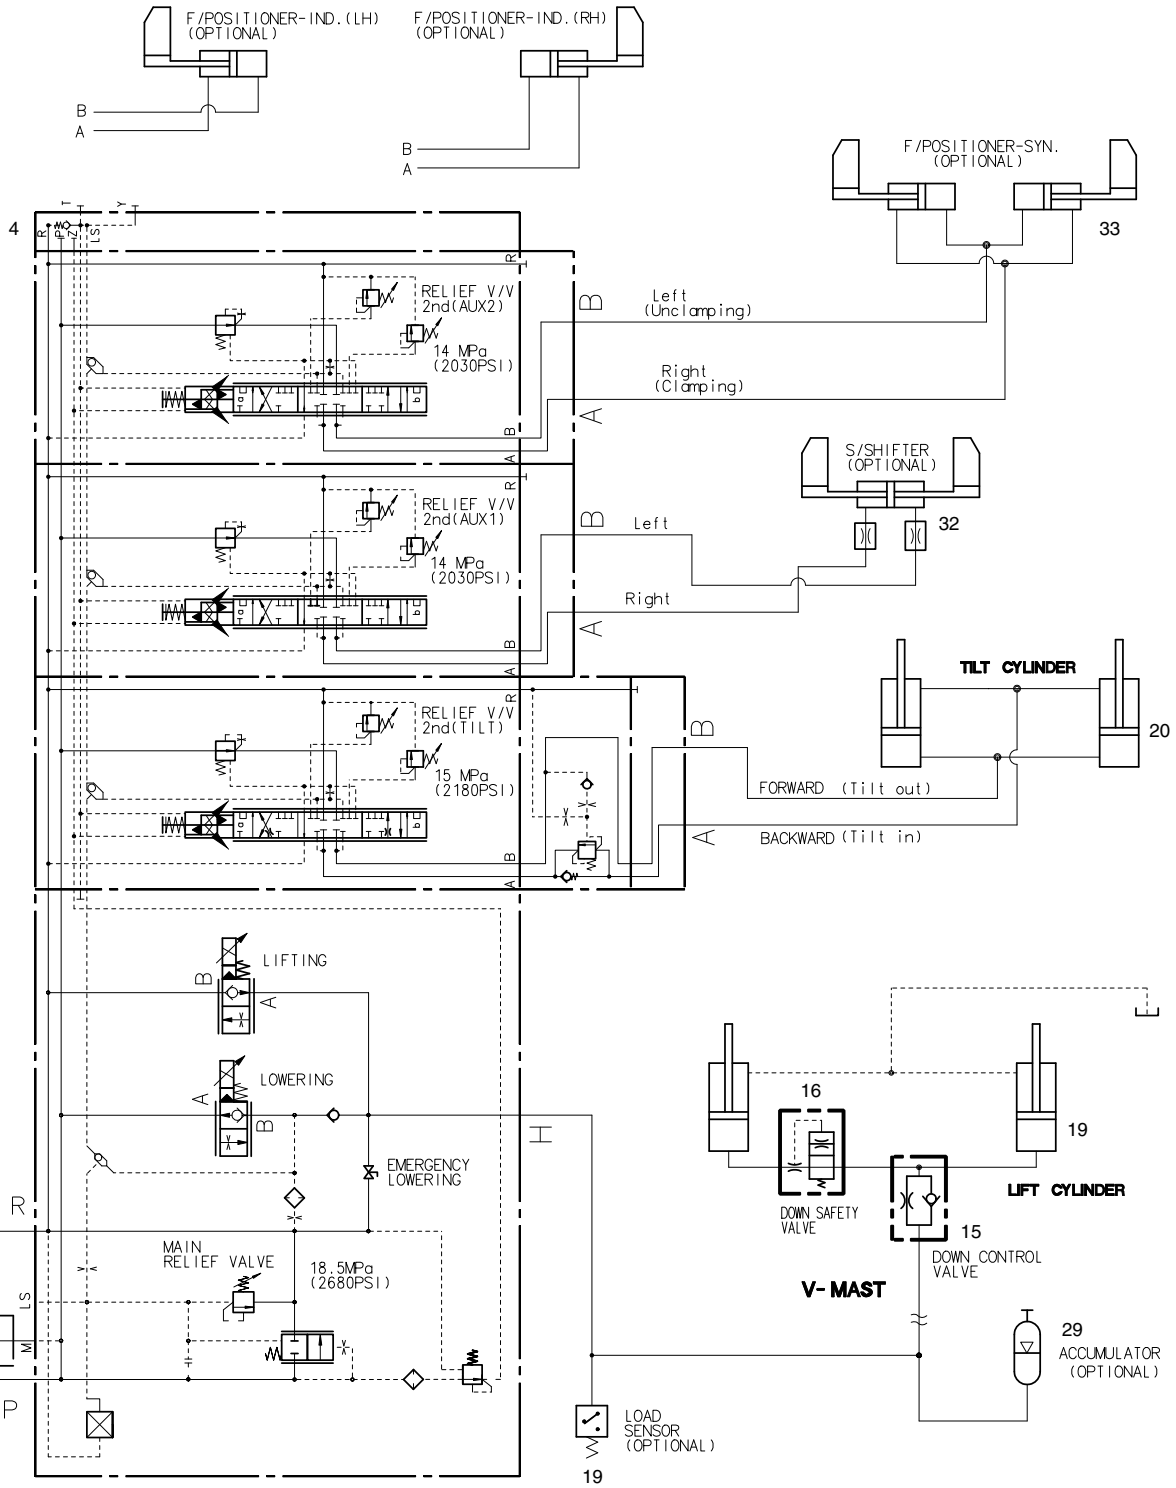 F/POSITIONER-IND.(LH)
(OPTIONAL)
F/POSITIONER-IND.(RH)
(OPTIONAL)
B
A
B
A
F/POSITIONER-SYN.
(OPTIONAL)
33
4
T
Y
R
P
Z
LS
R
RELIEF V/V
2nd(AUX2)
14 MPa
(2030PSI)
B
Left
(Unclamping)
Right
(Clamping)
A
a
b
B
A
R
RELIEF V/V
2nd(AUX1)
14 MPa
(2030PSI)
S/SHIFTER
(OPTIONAL)
32
B
Left
Right
A
a
b
B
A
R
RELIEF V/V
2nd(TILT)
15 MPa
(2180PSI)
TILT CYLINDER
20
B
FORWARD (Tilt out)
A
BACKWARD (Tilt in)
a
b
B
A
LIFTING
B
A
LOWERING
A
B
H
16
19
EMERGENCY
LOWERING
DOWN SAFETY
VALVE
LIFT CYLINDER
15
DOWN CONTROL
VALVE
R
MAIN
RELIEF VALVE
18.5MPa
(2680PSI)
V-MAST
LS
M
P
29
ACCUMULATOR
(OPTIONAL)
LOAD
SENSOR
(OPTIONAL)
19